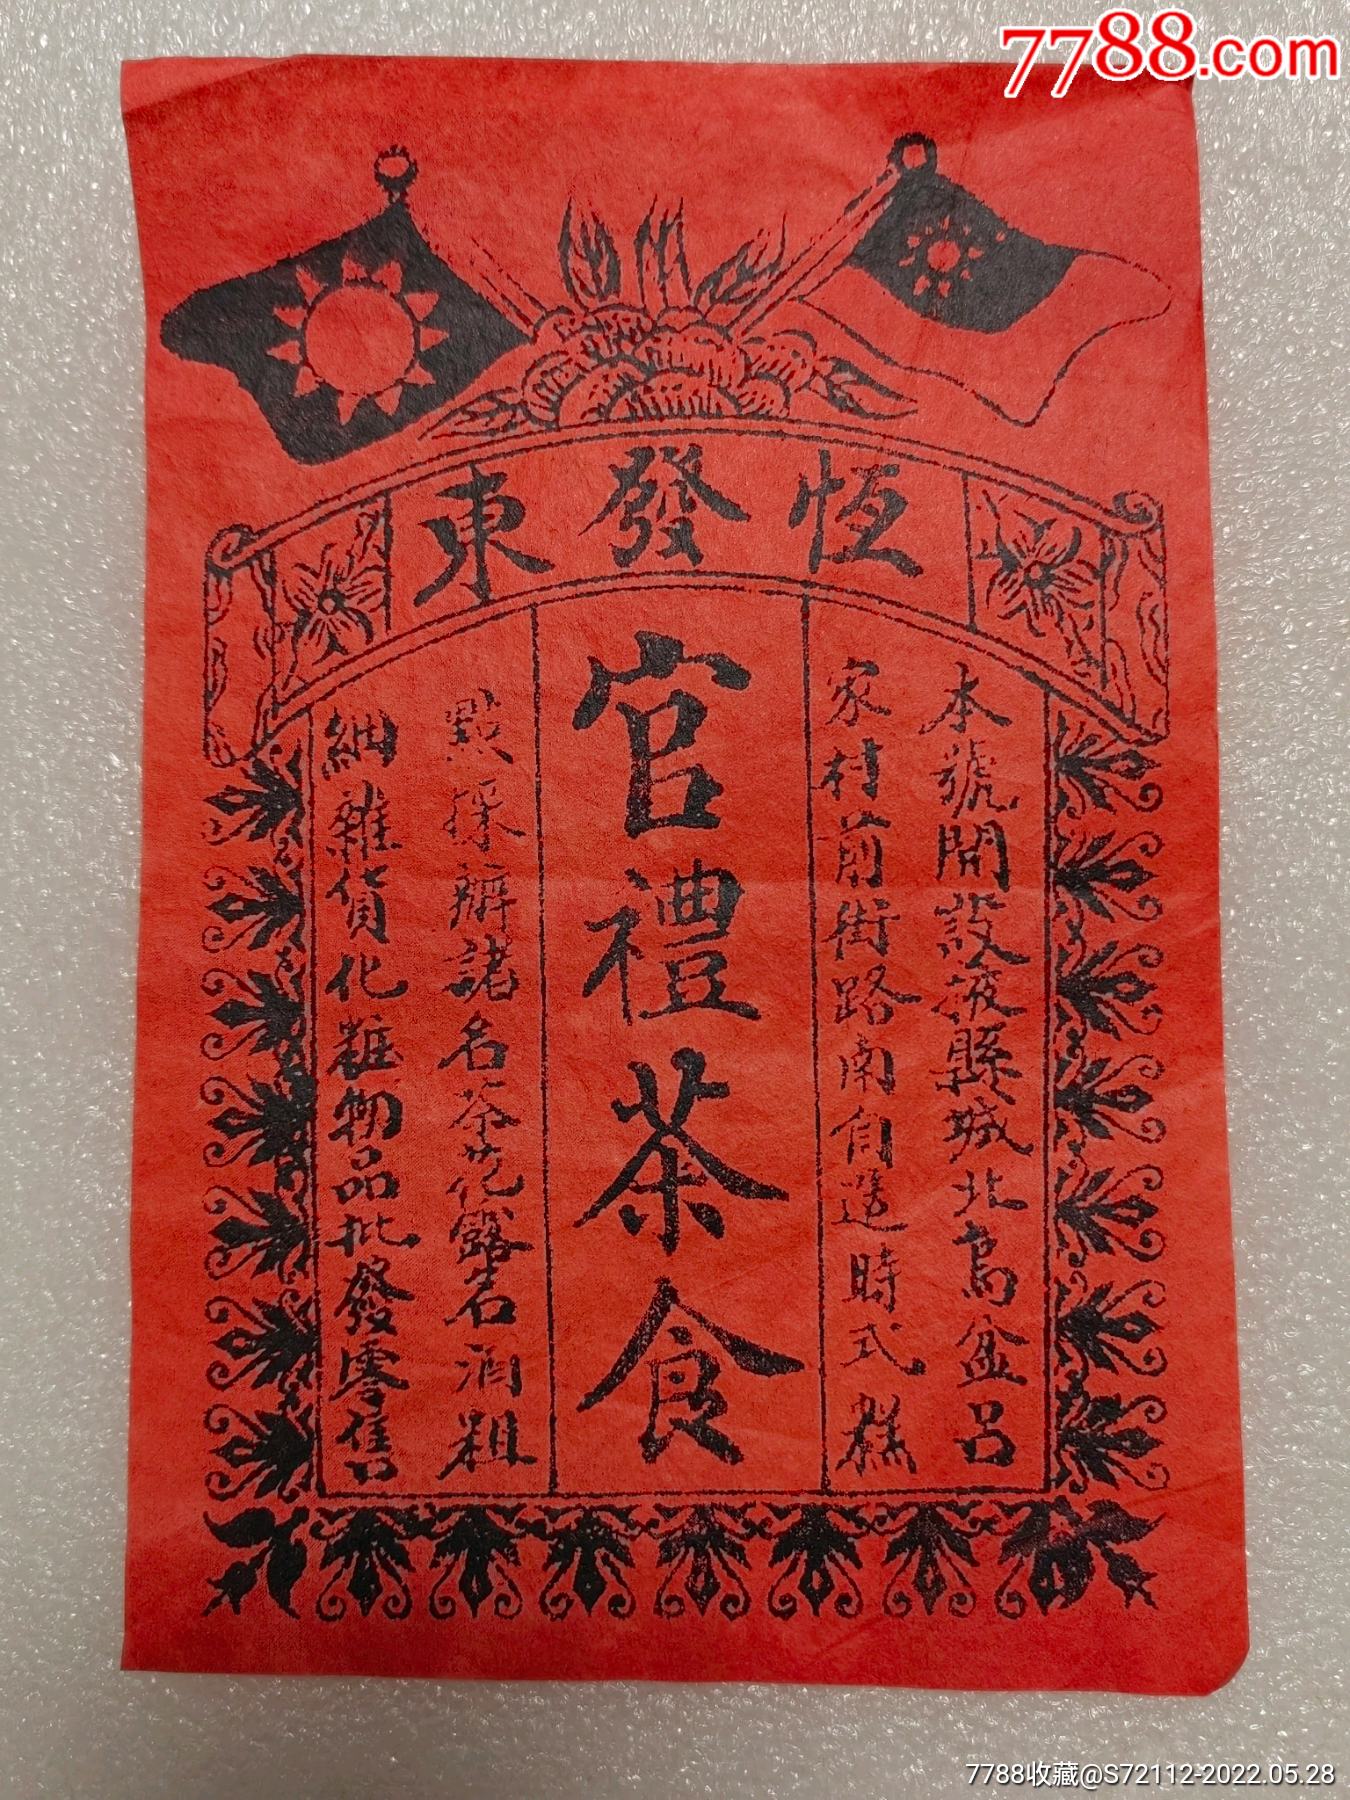 7788.com
恆發東
本號開設掖縣城北烏盆呂
家村前街路南自造時式糕
官禮茶食
點採辦諸名茶花露名酒粗
細雜貨化粧物品批發零售
7788收藏@S72112-2022.05.28